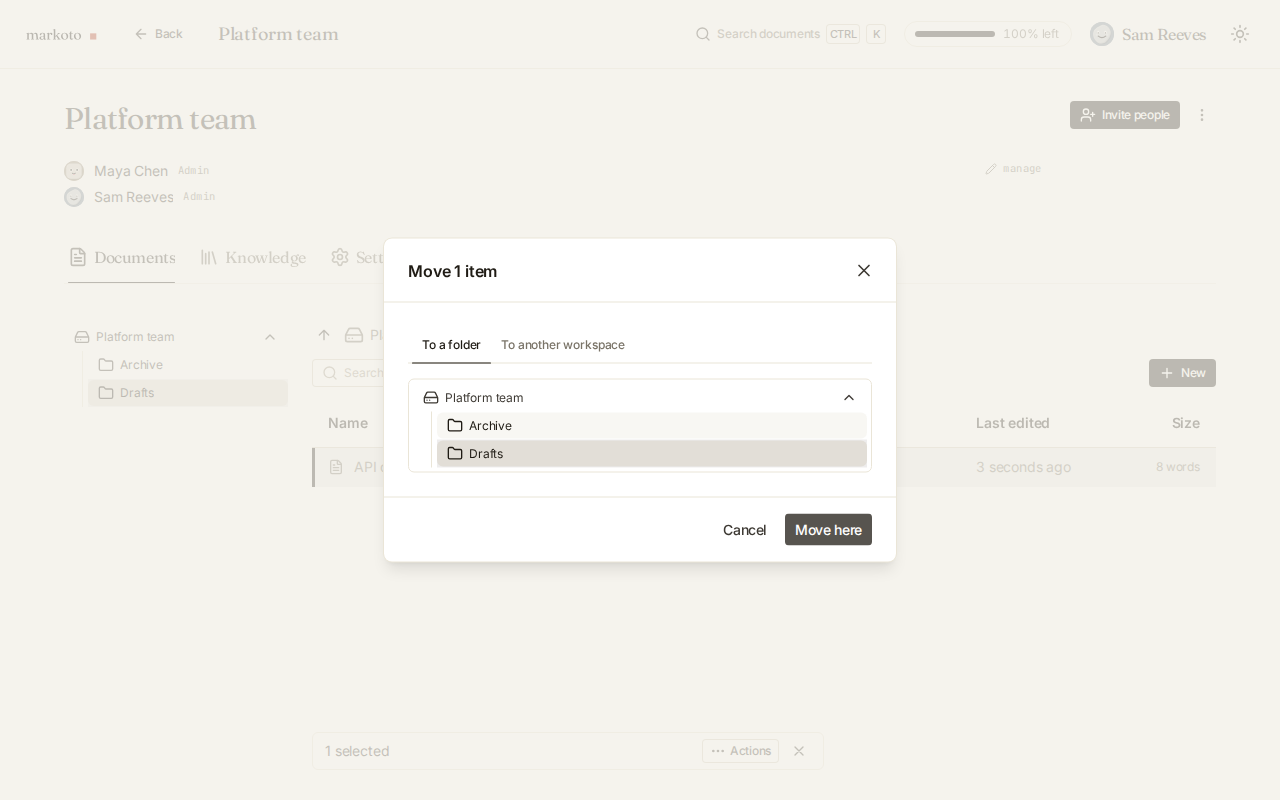 markoto
Back
Platform team
Search documents CTRL K
100% left
Sam Reeves
Platform team
Invite people
Maya Chen Admin
manage
Sam Reeves Admin
Documents
Knowledge
Move 1 item
To a folder
To another workspace
Platform team
Archive
Drafts
Platform team
Archive
Drafts
Cancel
Move here
Search
New
Name
Last edited
Size
API
3 seconds ago
8 words
1 selected
Actions